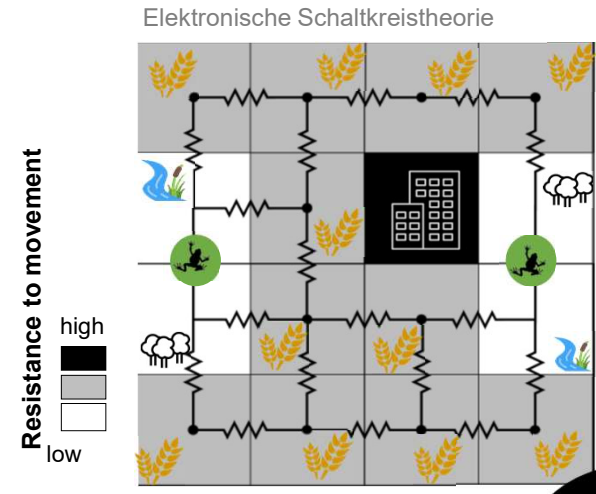 Elektronische Schaltkreistheorie
Resistance to movement
high
low